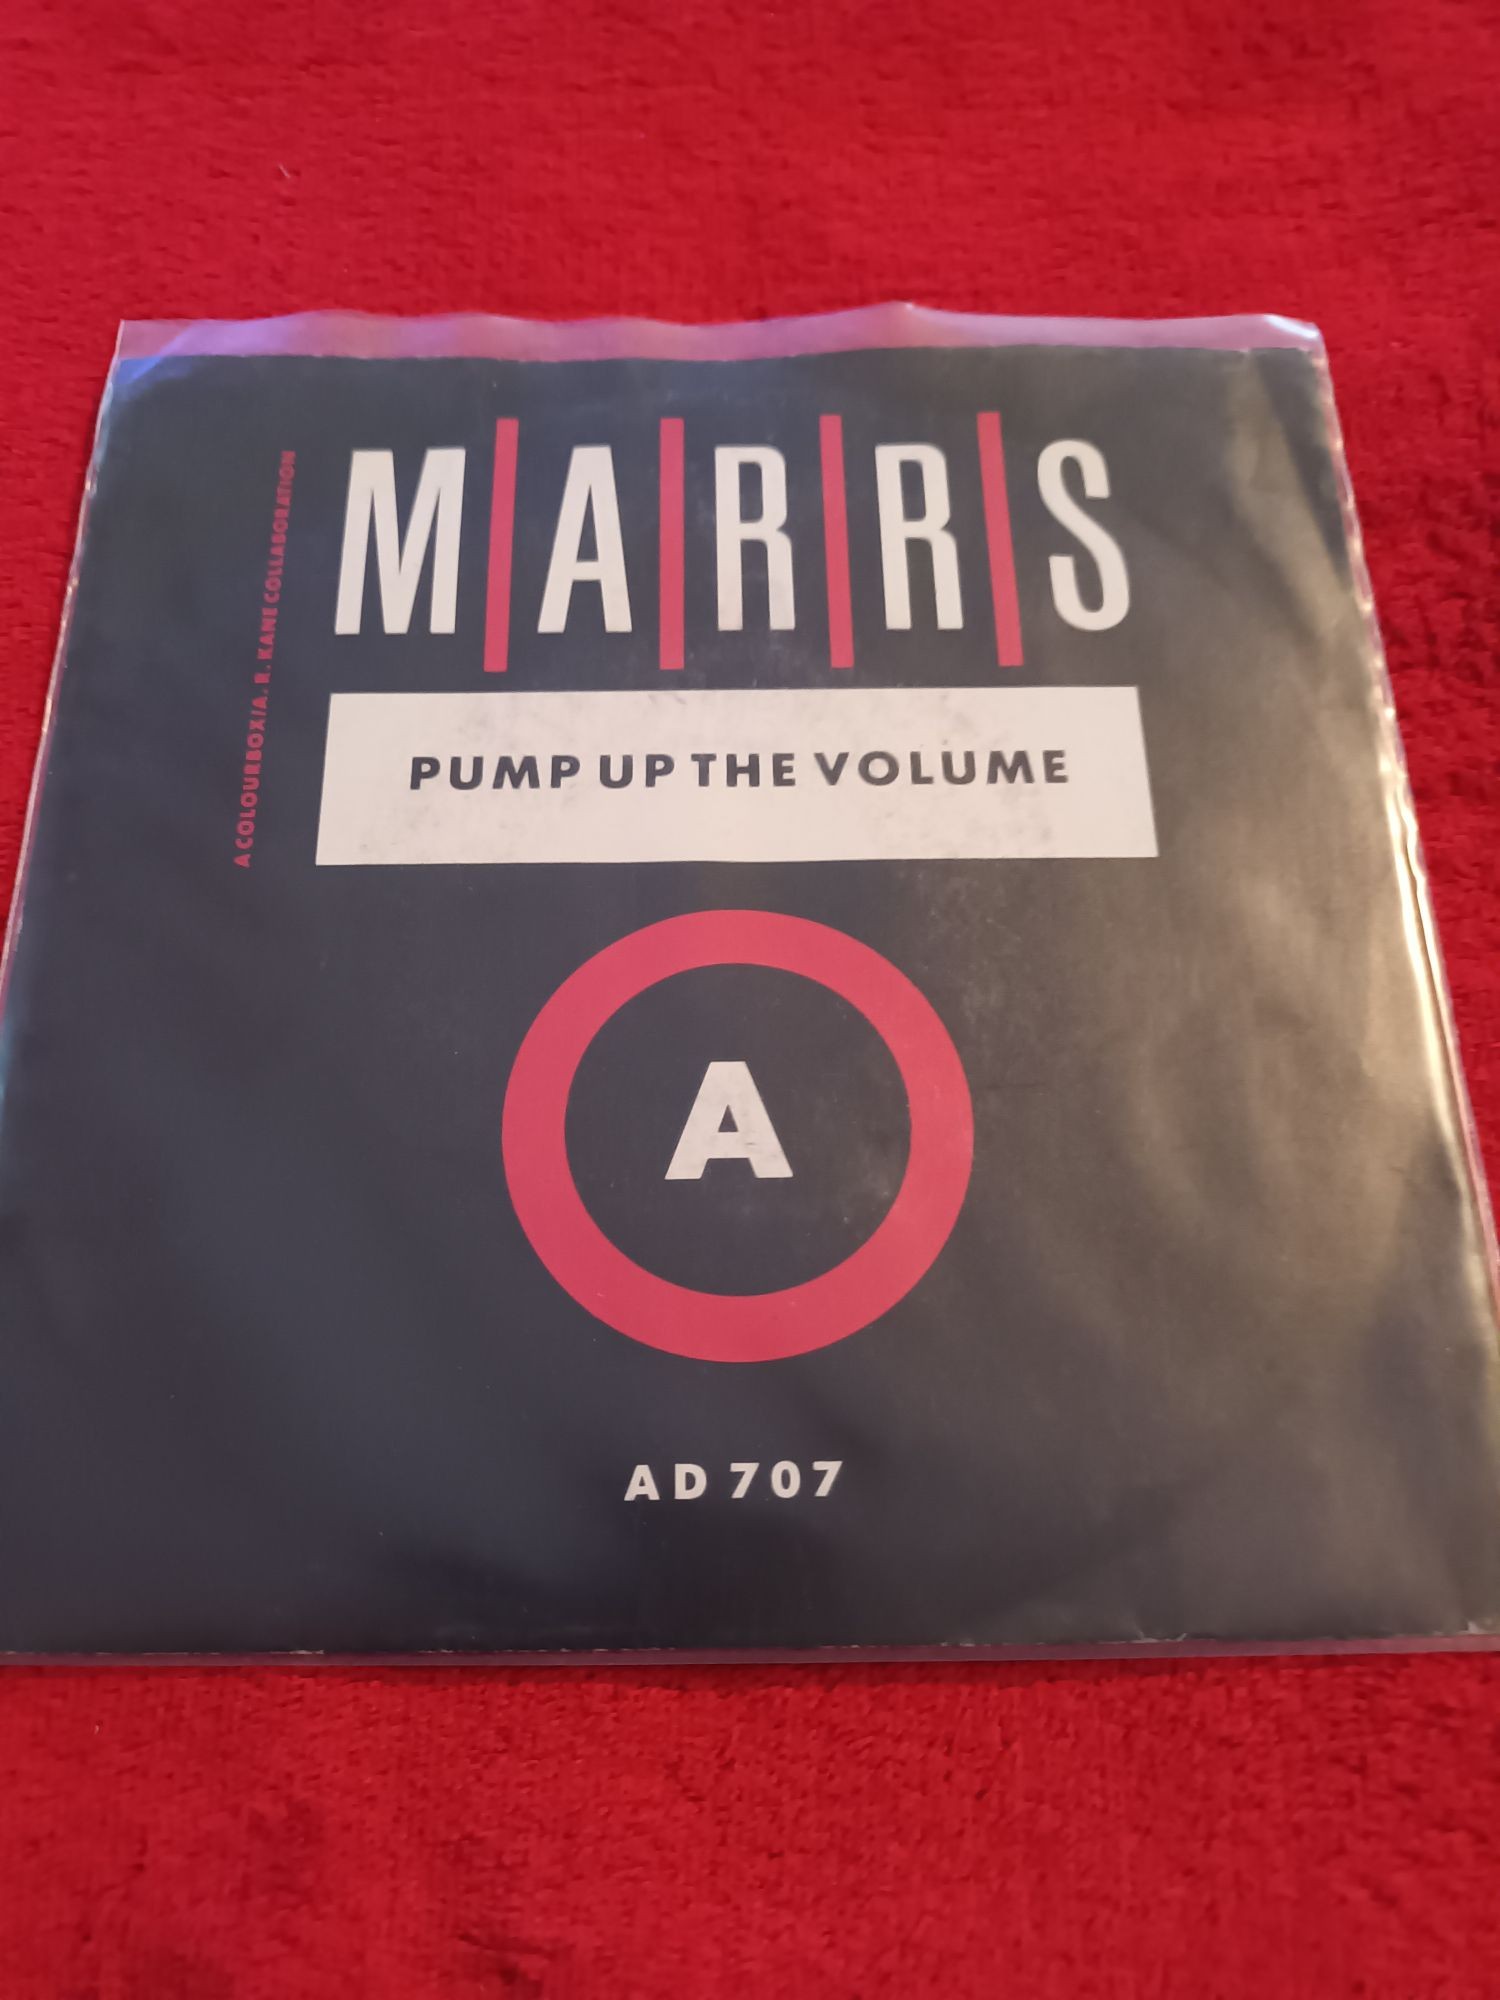 M|A|R|R|S
A COLOURBOX/A. R. KANE COLLABORATION
PUMP UP THE VOLUME
A
AD 707